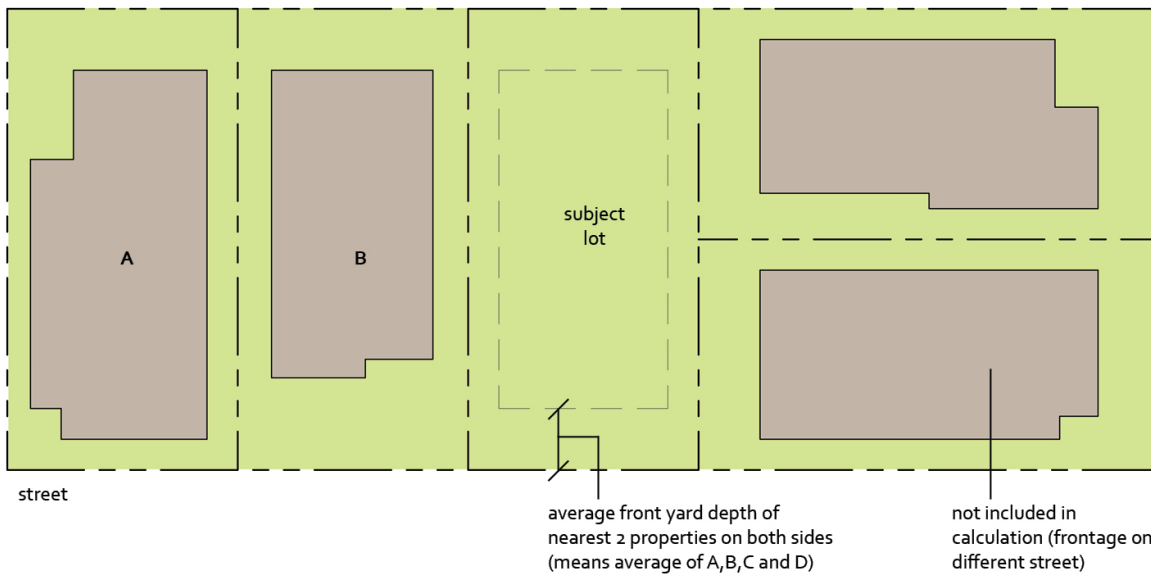 A
B
subject
lot
street
average front yard depth of
nearest 2 properties on both sides
(means average of A,B,C and D)
not included in
calculation (frontage on
different street)